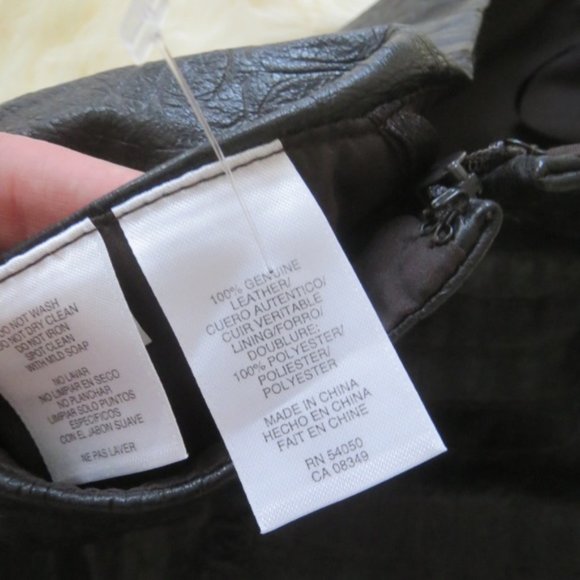 DO NOT WASH
DO NOT DRY CLEAN
DO NOT IRON
SPOT CLEAN
WITH MILD SOAP
NO LAVAR
NO LIMPIAR EN SECO
NO PLANCHAR
LIMPIAR SOLO PUNTOS
ESPECIFICOS
CON EL JABON SUAVE
NE PAS LAVER
100% GENUINE
LEATHER/
CUERO AUTENTICO/
CUIR VERITABLE
LINING/FORRO/
DOUBLURE:
100% POLYESTER/
POLIESTER/
POLYESTER
MADE IN CHINA
HECHO EN CHINA
FAIT EN CHINE
RN 54050
CA 08349